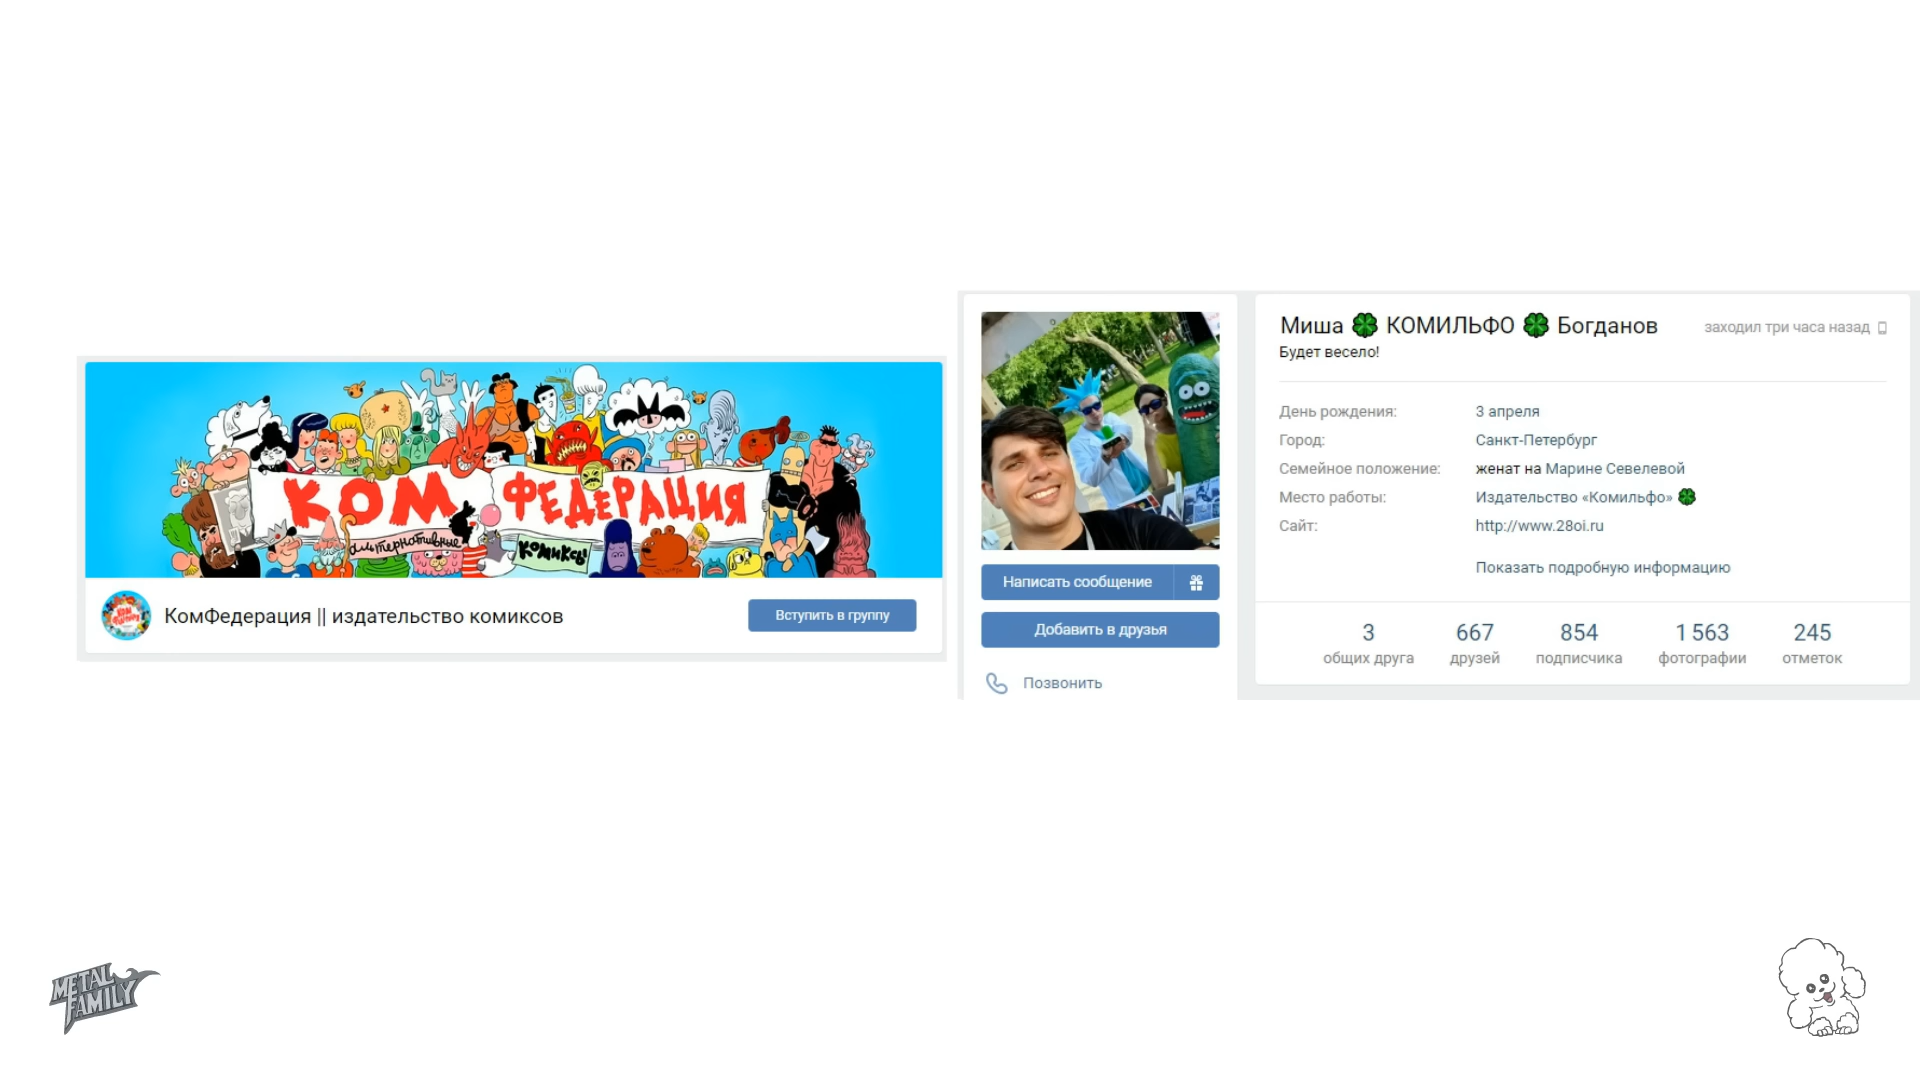 КОМ ФЕДЕРАЦИЯ
альтернативные
комиксы
КомФедерация || издательство комиксов
Вступить в группу
Написать сообщение
Добавить в друзья
Позвонить
Миша 🍀 КОМИЛЬФО 🍀 Богданов
заходил три часа назад
Будет весело!
День рождения: 3 апреля
Город: Санкт-Петербург
Семейное положение: женат на Марине Севелевой
Место работы: Издательство «Комильфо» 🍀
Сайт: http://www.28oi.ru
Показать подробную информацию
3 667 854 1 563 245
общих друга друзей подписчика фотографии отметок
METAL
FAMILY